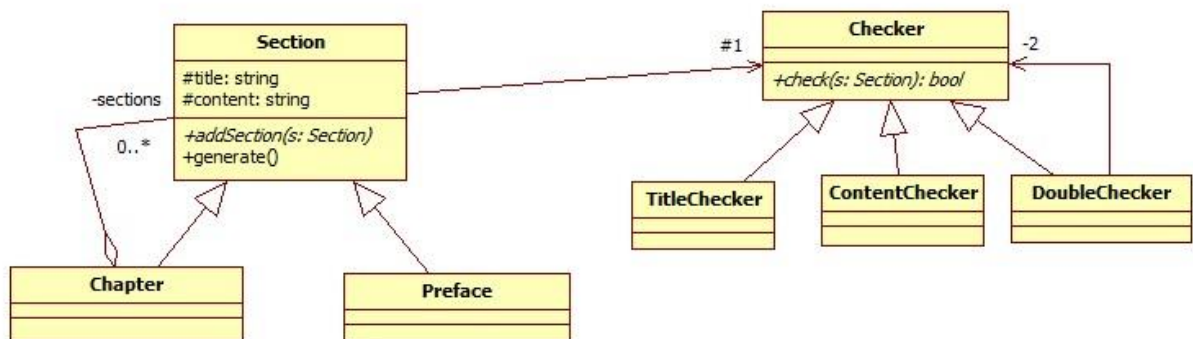 Section
#title: string
#content: string
+addSection(s: Section)
+generate()
-sections
0..*
#1
Checker
-2
+check(s: Section): bool
TitleChecker
ContentChecker
DoubleChecker
Chapter
Preface